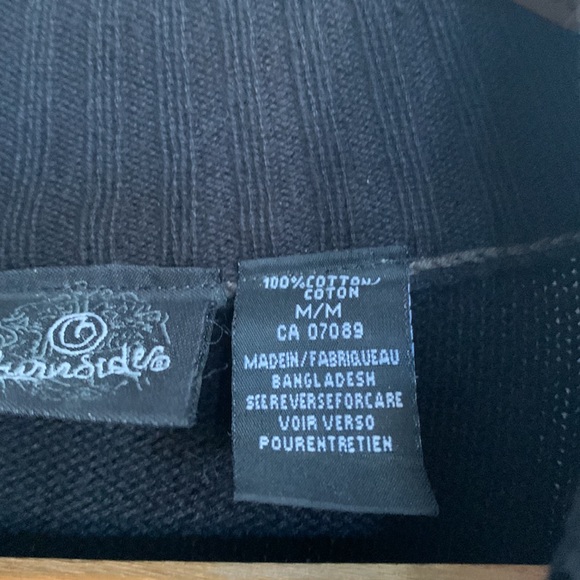 100%COTTON
COTON
M/M
CA 07089
MADEIN/FABRIQUEAU
BANGLADESH
SEEREVERSEFORCARE
VOIR VERSO
POURENTRETIEN